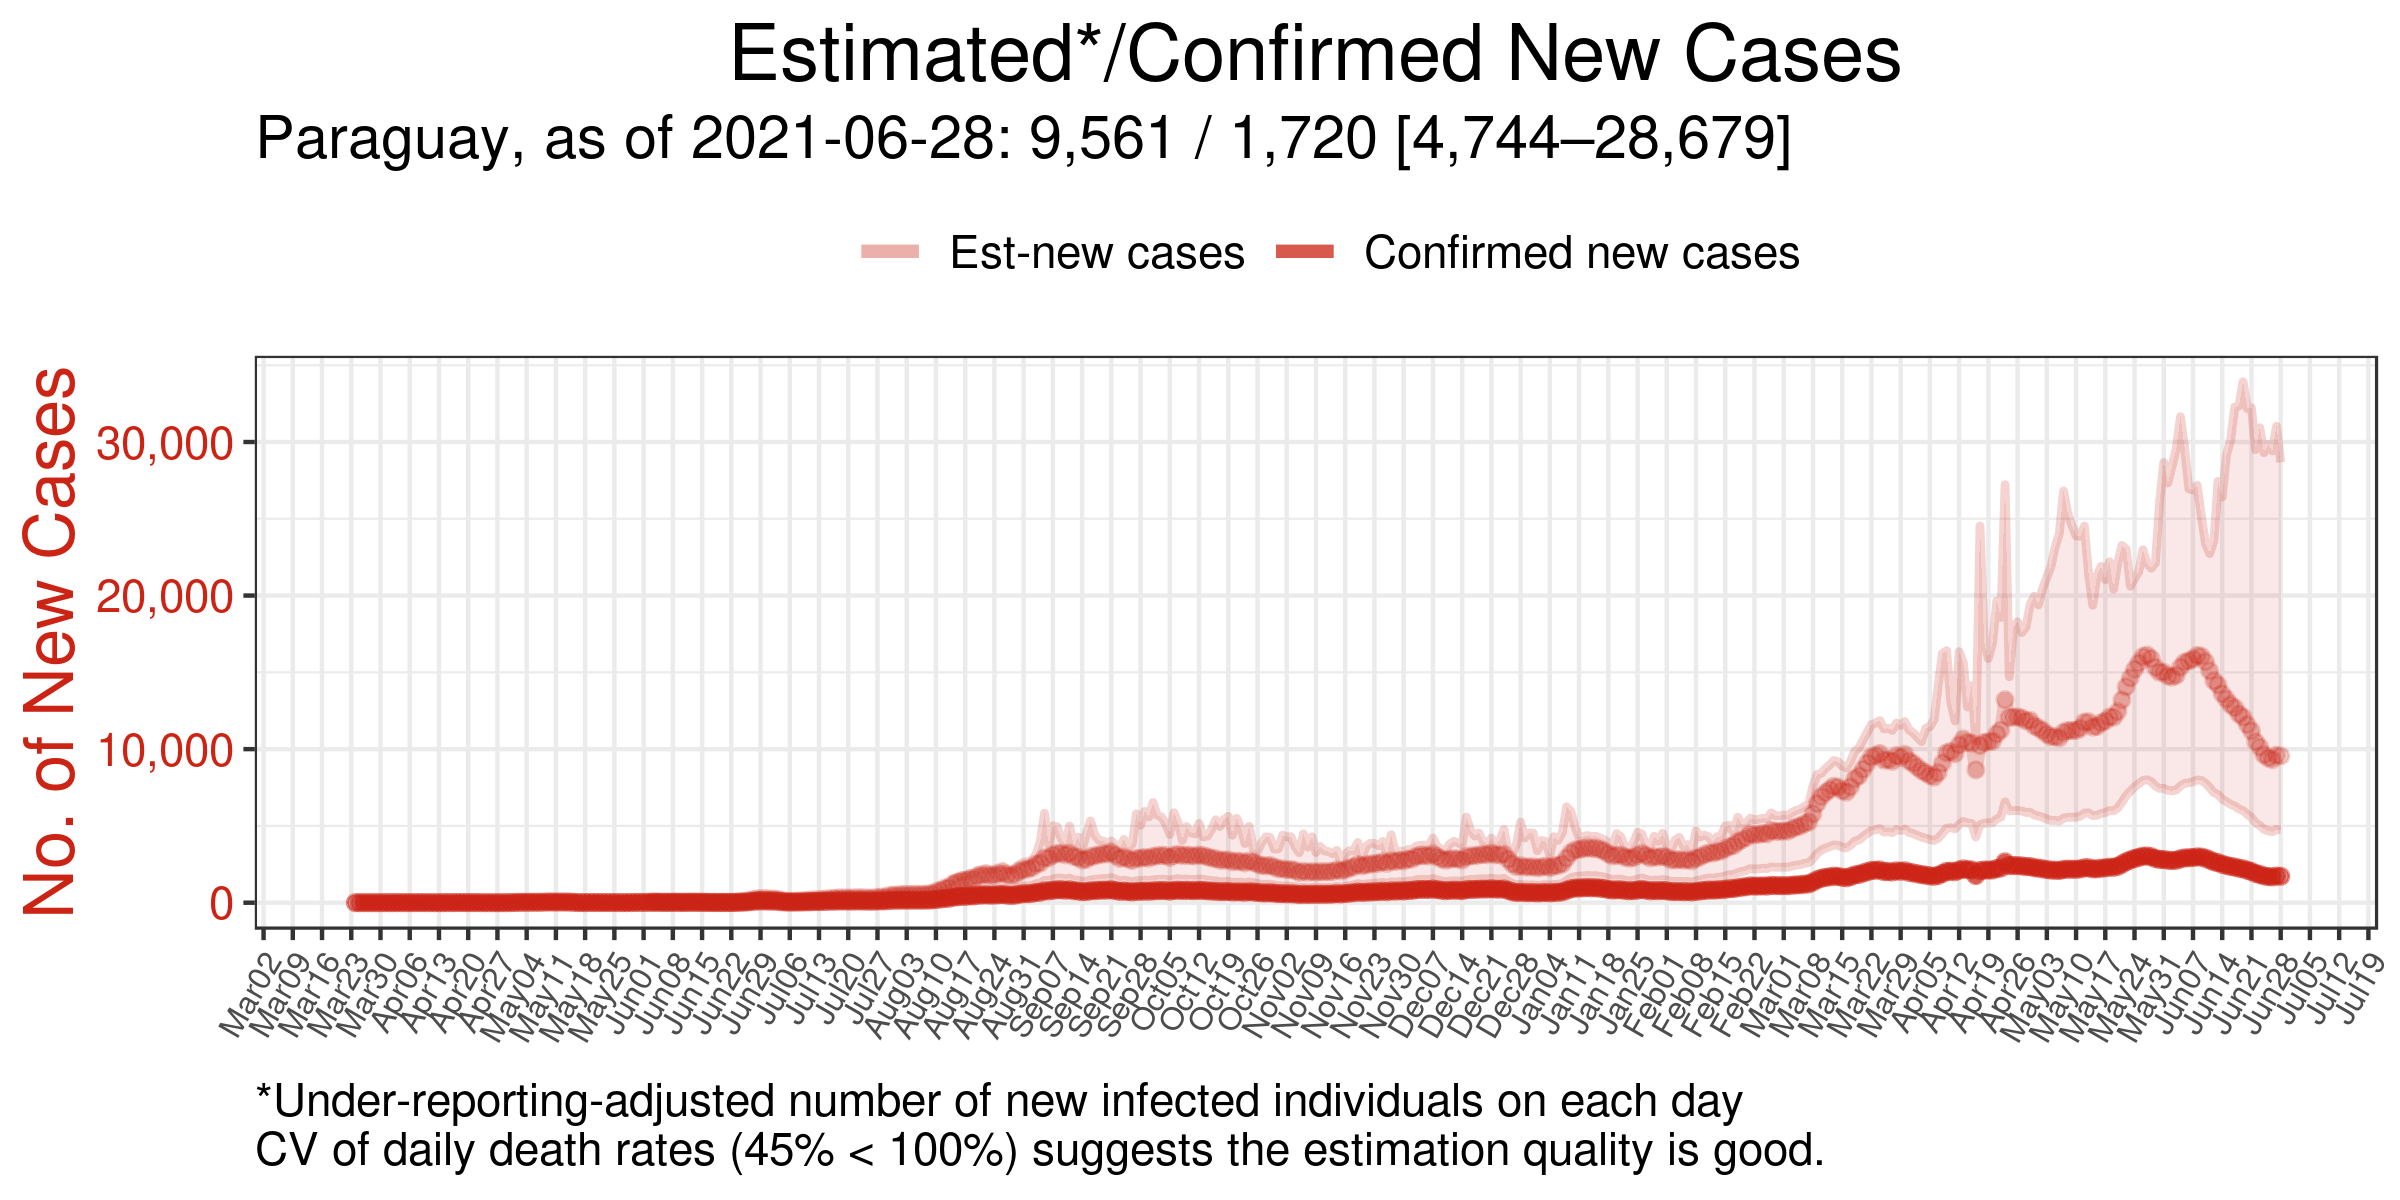 Estimated*/Confirmed New Cases
Paraguay, as of 2021-06-28: 9,561 / 1,720 [4,744–28,679]
Est-new cases
Confirmed new cases
No. of New Cases
30,000
20,000
10,000
0
Mar02
Mar09
Mar16
Mar23
Mar30
Apr06
Apr13
Apr20
Apr27
May04
May11
May18
May25
Jun01
Jun08
Jun15
Jun22
Jun29
Jul06
Jul13
Jul20
Jul27
Aug03
Aug10
Aug17
Aug24
Aug31
Sep07
Sep14
Sep21
Sep28
Oct05
Oct12
Oct19
Oct26
Nov02
Nov09
Nov16
Nov23
Nov30
Dec07
Dec14
Dec21
Dec28
Jan04
Jan11
Jan18
Jan25
Feb01
Feb08
Feb15
Feb22
Mar01
Mar08
Mar15
Mar22
Mar29
Apr05
Apr12
Apr19
Apr26
May03
May10
May17
May24
May31
Jun07
Jun14
Jun21
Jun28
Jul05
Jul12
Jul19
*Under-reporting-adjusted number of new infected individuals on each day
CV of daily death rates (45% < 100%) suggests the estimation quality is good.